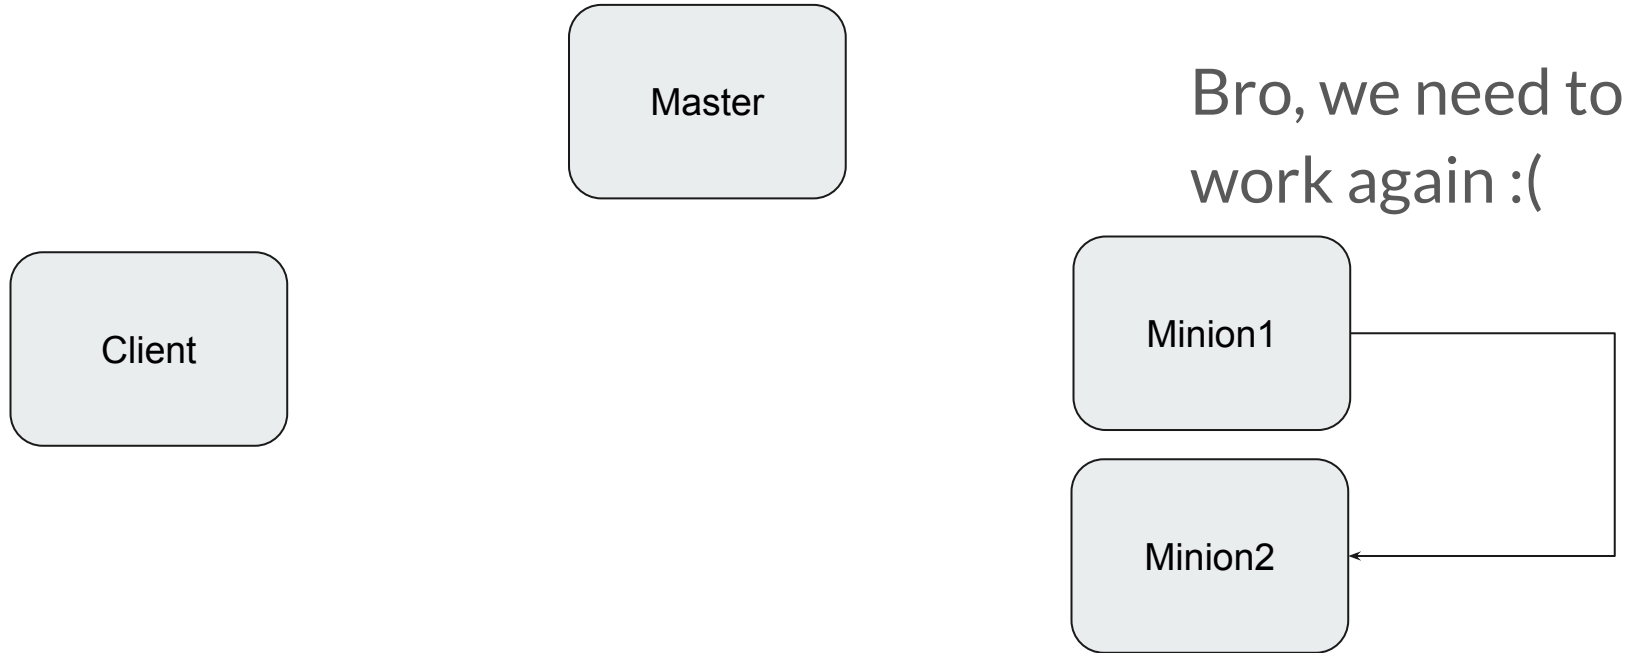 Master
Bro, we need to
work again :(
Client
Minion1
Minion2